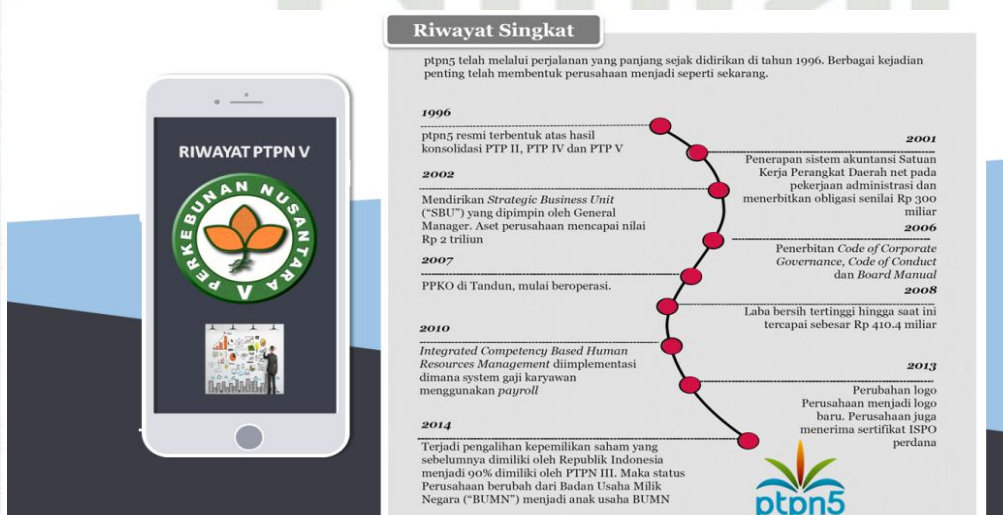 Riwayat Singkat
ptpn5 telah melalui perjalanan yang panjang sejak didirikan di tahun 1996. Berbagai kejadian
penting telah membentuk perusahaan menjadi seperti sekarang.
RIWAYAT PTPN V
PERKEBUNAN NUSANTARA V
1996
ptpn5 resmi terbentuk atas hasil
konsolidasi PTP II, PTP IV dan PTP V
2001
Penerapan sistem akuntansi Satuan
Kerja Perangkat Daerah net pada
pekerjaan administrasi dan
menerbitkan obligasi senilai Rp 300
miliar
2002
Mendirikan Strategic Business Unit
(“SBU”) yang dipimpin oleh General
Manager. Aset perusahaan mencapai nilai
Rp 2 triliun
2006
Penerbitan Code of Corporate
Governance, Code of Conduct
dan Board Manual
2007
PPKO di Tandun, mulai beroperasi.
2008
Laba bersih tertinggi hingga saat ini
tercapai sebesar Rp 410.4 miliar
2010
Integrated Competency Based Human
Resources Management diimplementasi
dimana system gaji karyawan
menggunakan payroll
2013
Perubahan logo
Perusahaan menjadi logo
baru. Perusahaan juga
menerima sertifikat ISPO
perdana
2014
Terjadi pengalihan kepemilikan saham yang
sebelumnya dimiliki oleh Republik Indonesia
menjadi 90% dimiliki oleh PTPN III. Maka status
Perusahaan berubah dari Badan Usaha Milik
Negara (“BUMN”) menjadi anak usaha BUMN
ptpn5